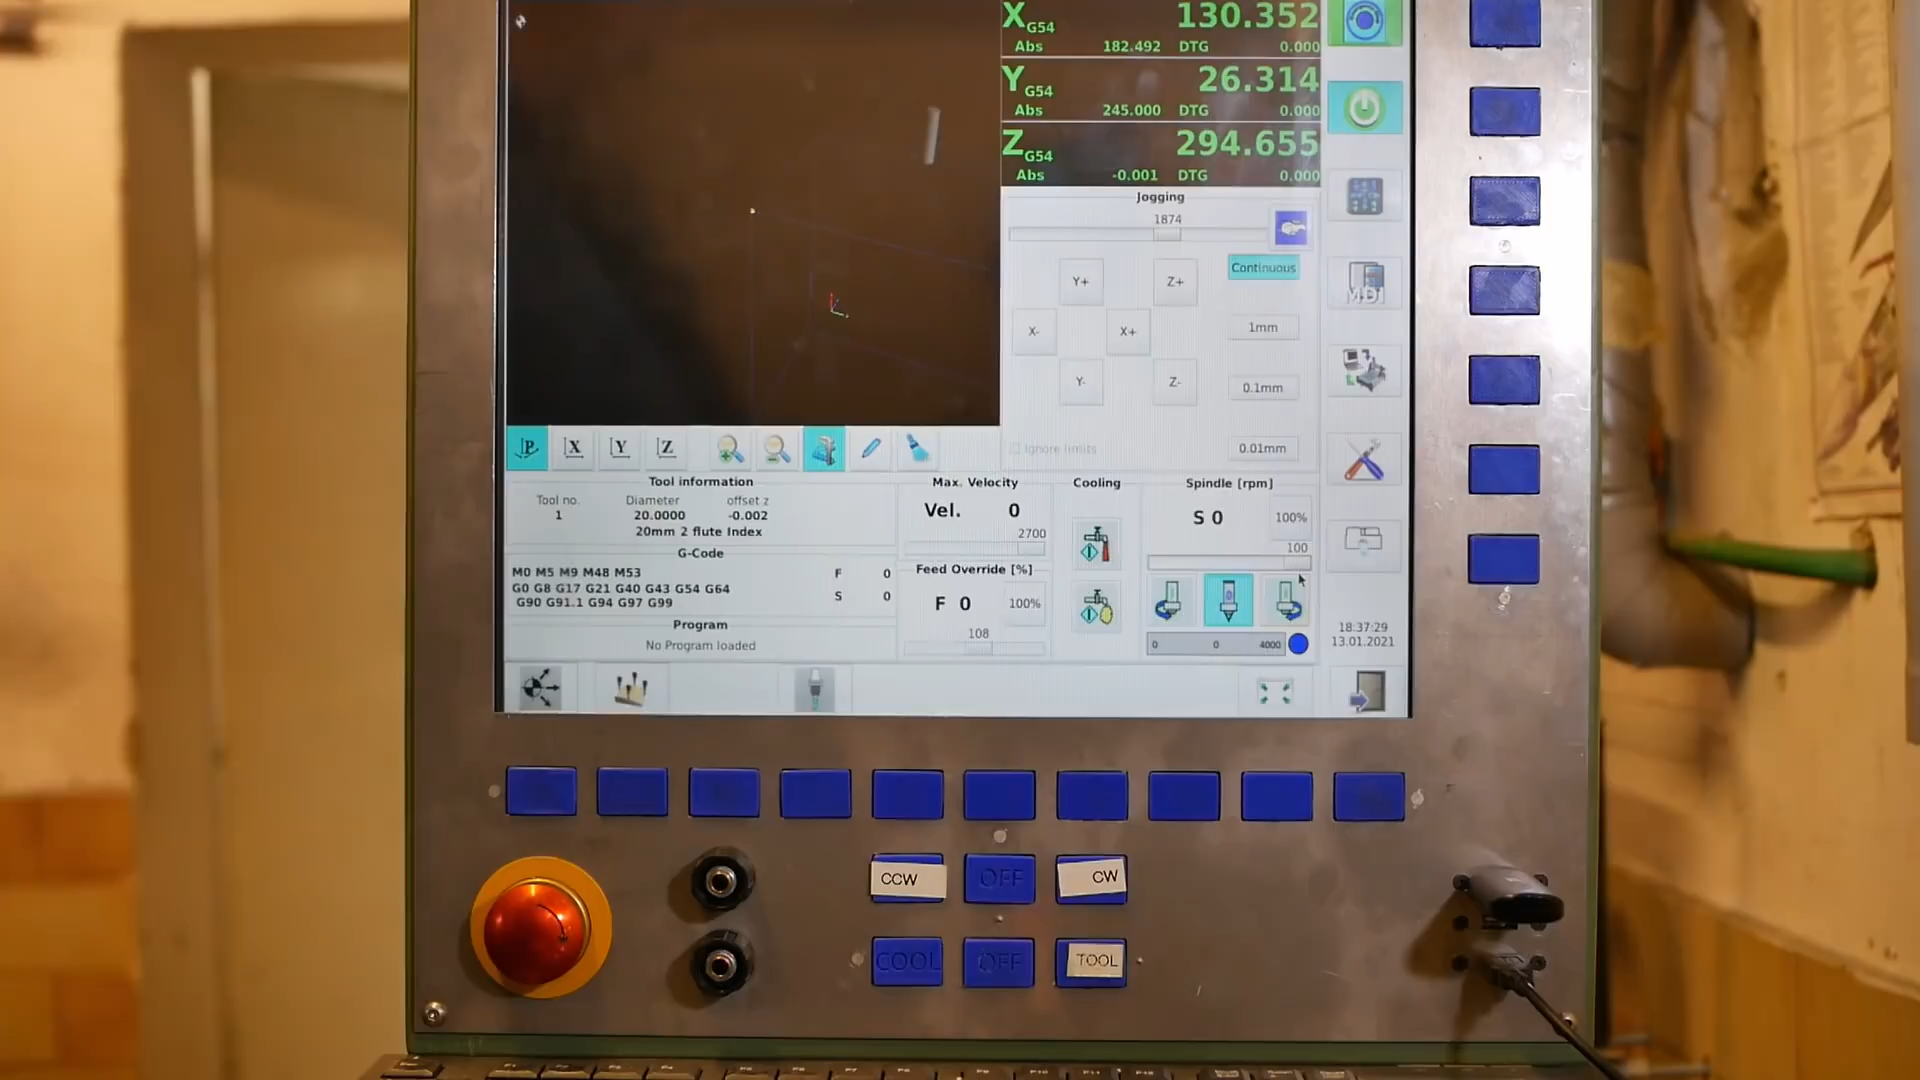 X G54 130.352
Abs 182.492 DTG 0.000
Y G54 26.314
Abs 245.000 DTG 0.000
Z G54 294.655
Abs -0.001 DTG 0.000
Jogging
1874
Continuous
Y+ Z+
1mm
X- X+
Y- Z-
0.1mm
Ignore limits
0.01mm
MDI
P X Y Z
Tool information
Tool no. Diameter offset z
1 20.0000 -0.002
20mm 2 flute Index
G-Code
M0 M5 M9 M48 M53
G0 G8 G17 G21 G40 G43 G54 G64
G90 G91.1 G94 G97 G99
F 0
S 0
Program
No Program loaded
Max. Velocity
Vel. 0
2700
Feed Override [%]
F 0 100%
108
Cooling
Spindle [rpm]
S 0 100%
100
0 0 4000
18:37:29
13.01.2021
CCW OFF CW
COOL OFF TOOL